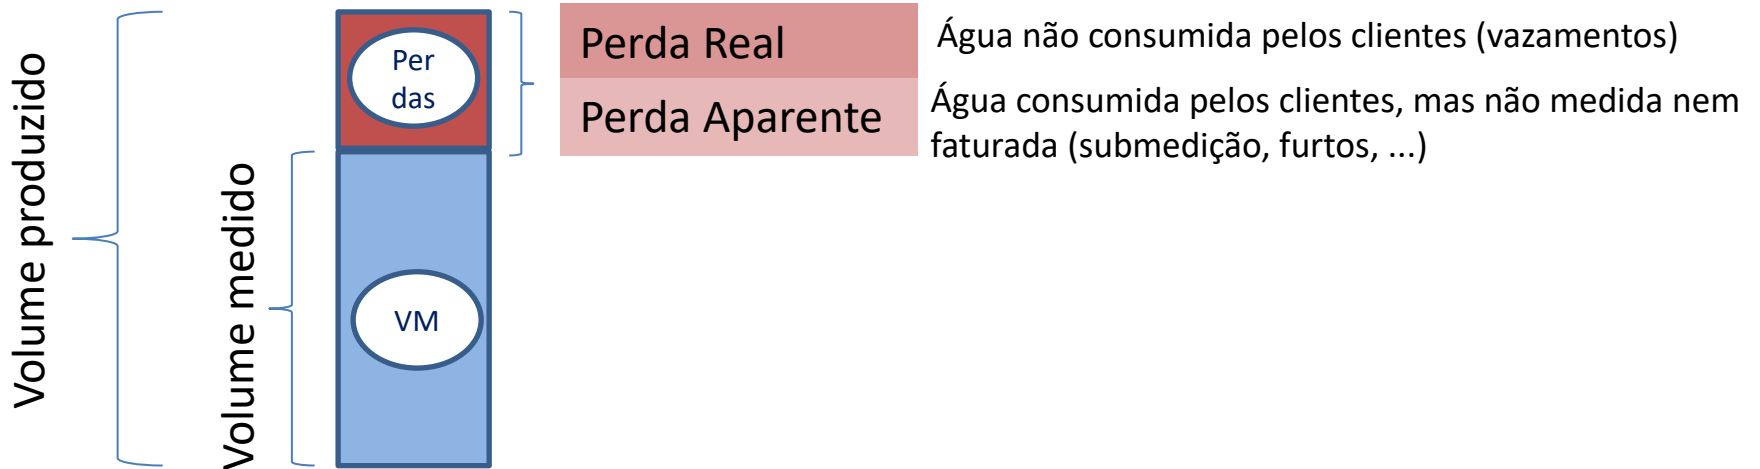 Volume produzido
Volume medido
Per
das
VM
Perda Real
Água não consumida pelos clientes (vazamentos)
Perda Aparente
Água consumida pelos clientes, mas não medida nem
faturada (submedição, furtos, ...)